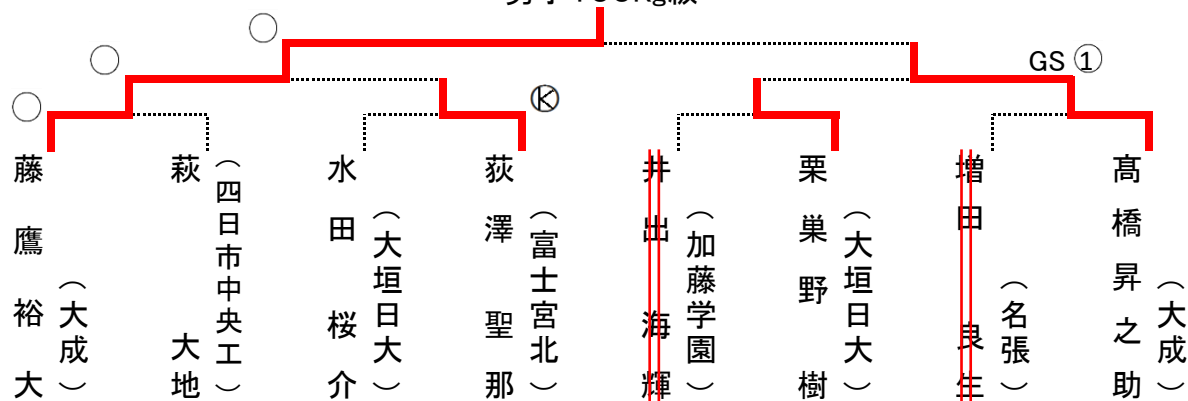 GS ①
Ⓚ
藤鷹裕大
（大成）
萩大地
（四日市中央工）
水田桜介
（大垣日大）
荻澤聖那
（富士宮北）
井出海輝
（加藤学園）
栗巣野樹
（大垣日大）
増田良生
（名張）
髙橋昇之助
（大成）